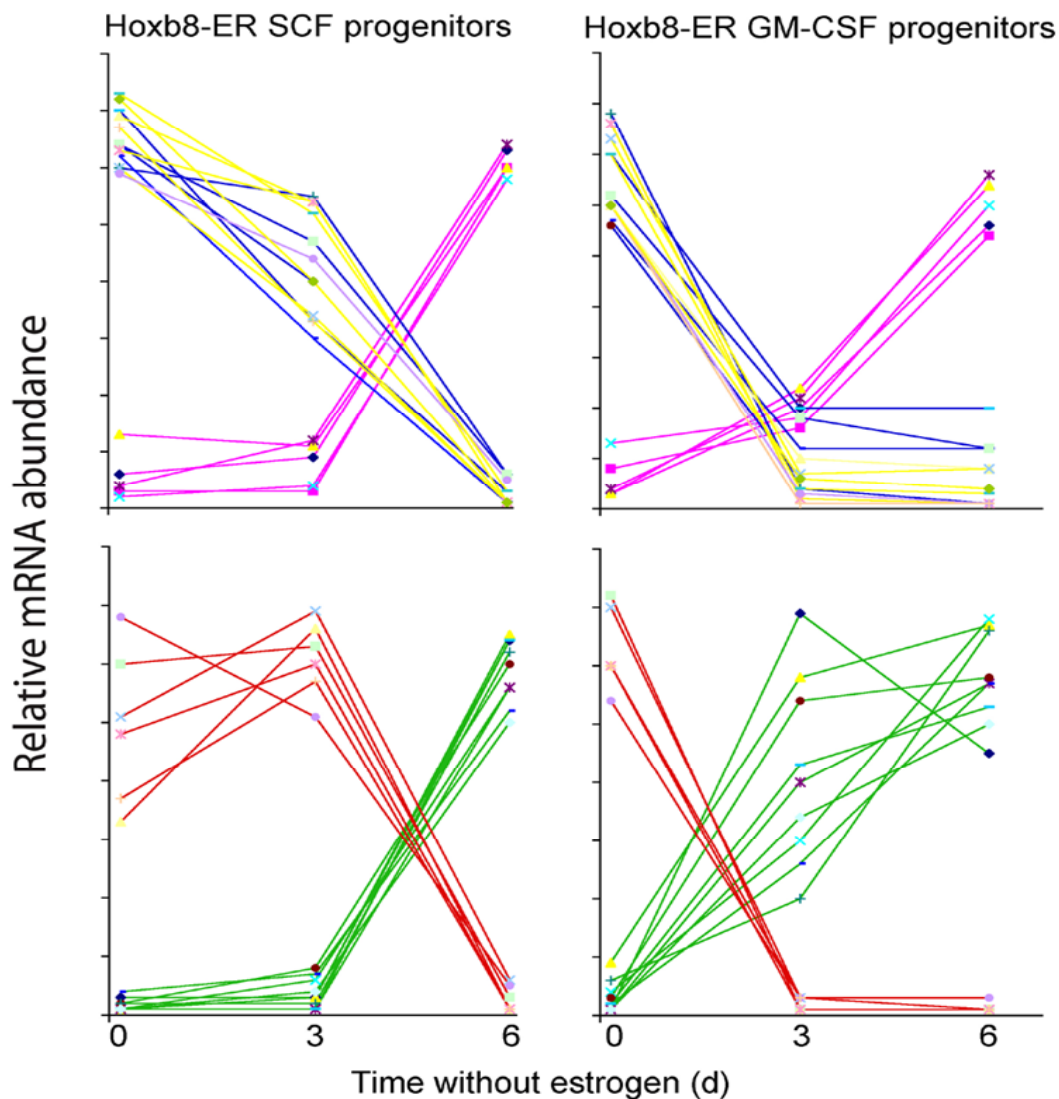 Hoxb8-ER SCF progenitors
Hoxb8-ER GM-CSF progenitors
Relative mRNA abundance
0 3 6
0 3 6
Time without estrogen (d)